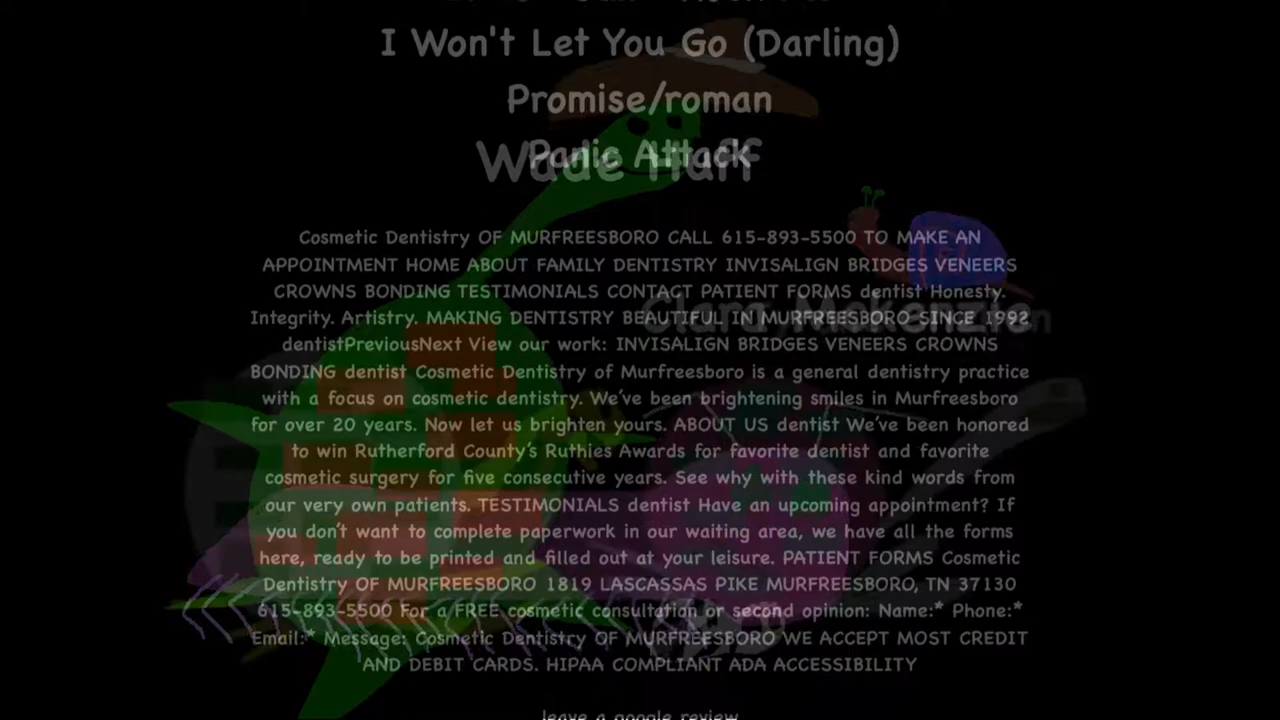 I Won't Let You Go (Darling)
Promise/roman
Panic Attack
Cosmetic Dentistry OF MURFREESBORO CALL 615-893-5500 TO MAKE AN
APPOINTMENT HOME ABOUT FAMILY DENTISTRY INVISALIGN BRIDGES VENEERS
CROWNS BONDING TESTIMONIALS CONTACT PATIENT FORMS dentist Honesty.
Clara Makenzie
Integrity. Artistry. MAKING DENTISTRY BEAUTIFUL IN MURFREESBORO SINCE 1992
dentistPreviousNext View our work: INVISALIGN BRIDGES VENEERS CROWNS
BONDING dentist Cosmetic Dentistry of Murfreesboro is a general dentistry practice
with a focus on cosmetic dentistry. We've been brightening smiles in Murfreesboro
for over 20 years. Now let us brighten yours. ABOUT US dentist We've been honored
to win Rutherford County's Ruthies Awards for favorite dentist and favorite
cosmetic surgery for five consecutive years. See why with these kind words from
our very own patients. TESTIMONIALS dentist Have an upcoming appointment? If
you don't want to complete paperwork in our waiting area, we have all the forms
here, ready to be printed and filled out at your leisure. PATIENT FORMS Cosmetic
Dentistry OF MURFREESBORO 1819 LASCASSAS PIKE MURFREESBORO, TN 37130
615-893-5500 For a FREE cosmetic consultation or second opinion: Name:* Phone:*
Email:* Message: Cosmetic Dentistry OF MURFREESBORO WE ACCEPT MOST CREDIT
AND DEBIT CARDS. HIPAA COMPLIANT ADA ACCESSIBILITY
leave a google review